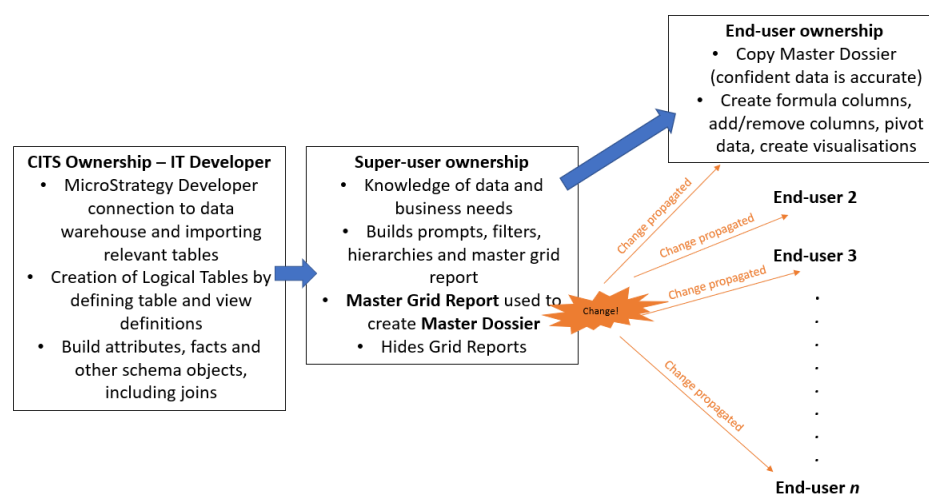 CITS Ownership – IT Developer
• MicroStrategy Developer
connection to data
warehouse and importing
relevant tables
• Creation of Logical Tables by
defining table and view
definitions
• Build attributes, facts and
other schema objects,
including joins
Super-user ownership
• Knowledge of data and
business needs
• Builds prompts, filters,
hierarchies and master grid
report
• Master Grid Report used to
create Master Dossier
• Hides Grid Reports
Change!
End-user ownership
• Copy Master Dossier
(confident data is accurate)
• Create formula columns,
add/remove columns, pivot
data, create visualisations
Change propagated
Change propagated
End-user 2
Change propagated
End-user 3
Change propagated
End-user n